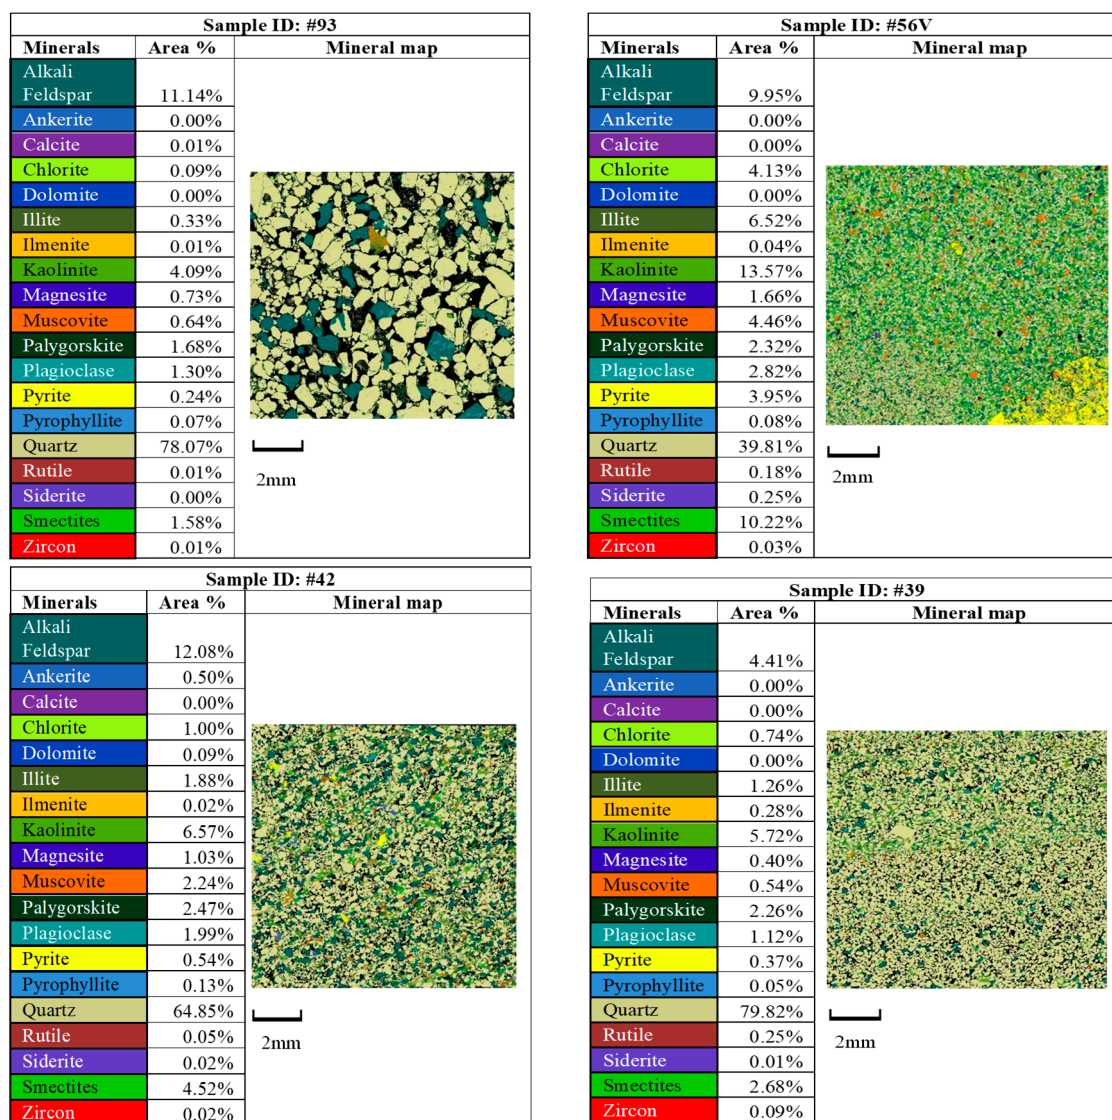 Sample ID: #93
Minerals Area % Mineral map
Alkali
Feldspar 11.14%
Ankerite 0.00%
Calcite 0.01%
Chlorite 0.09%
Dolomite 0.00%
Illite 0.33%
Ilmenite 0.01%
Kaolinite 4.09%
Magnesite 0.73%
Muscovite 0.64%
Palygorskite 1.68%
Plagioclase 1.30%
Pyrite 0.24%
Pyrophyllite 0.07%
Quartz 78.07%
Rutile 0.01%
Siderite 0.00%
Smectites 1.58%
Zircon 0.01%
2mm
Sample ID: #56V
Minerals Area % Mineral map
Alkali
Feldspar 9.95%
Ankerite 0.00%
Calcite 0.00%
Chlorite 4.13%
Dolomite 0.00%
Illite 6.52%
Ilmenite 0.04%
Kaolinite 13.57%
Magnesite 1.66%
Muscovite 4.46%
Palygorskite 2.32%
Plagioclase 2.82%
Pyrite 3.95%
Pyrophyllite 0.08%
Quartz 39.81%
Rutile 0.18%
Siderite 0.25%
Smectites 10.22%
Zircon 0.03%
2mm
Sample ID: #42
Minerals Area % Mineral map
Alkali
Feldspar 12.08%
Ankerite 0.50%
Calcite 0.00%
Chlorite 1.00%
Dolomite 0.09%
Illite 1.88%
Ilmenite 0.02%
Kaolinite 6.57%
Magnesite 1.03%
Muscovite 2.24%
Palygorskite 2.47%
Plagioclase 1.99%
Pyrite 0.54%
Pyrophyllite 0.13%
Quartz 64.85%
Rutile 0.05%
Siderite 0.02%
Smectites 4.52%
Zircon 0.02%
2mm
Sample ID: #39
Minerals Area % Mineral map
Alkali
Feldspar 4.41%
Ankerite 0.00%
Calcite 0.00%
Chlorite 0.74%
Dolomite 0.00%
Illite 1.26%
Ilmenite 0.28%
Kaolinite 5.72%
Magnesite 0.40%
Muscovite 0.54%
Palygorskite 2.26%
Plagioclase 1.12%
Pyrite 0.37%
Pyrophyllite 0.05%
Quartz 79.82%
Rutile 0.25%
Siderite 0.01%
Smectites 2.68%
Zircon 0.09%
2mm